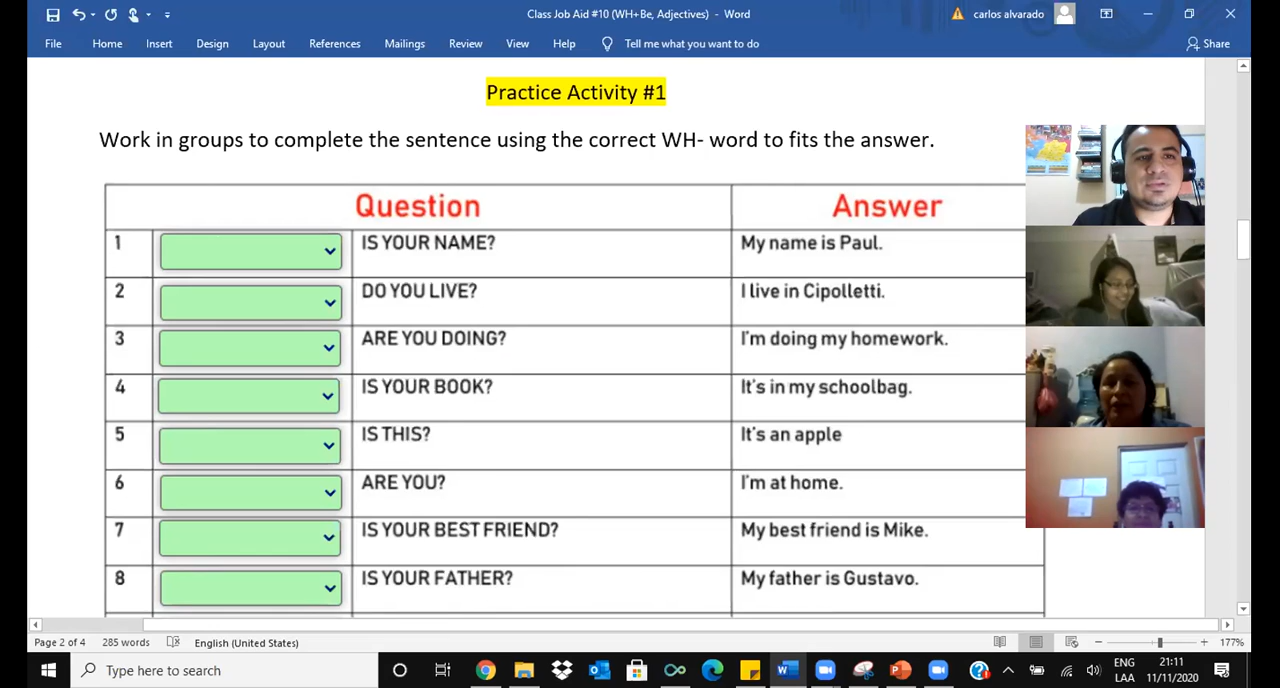 Class Job Aid #10 (WH+Be, Adjectives) - Word
carlos alvarado
File Home Insert Design Layout References Mailings Review View Help Tell me what you want to do Share
Practice Activity #1
Work in groups to complete the sentence using the correct WH- word to fits the answer.
Question Answer
1 IS YOUR NAME? My name is Paul.
2 DO YOU LIVE? I live in Cipolletti.
3 ARE YOU DOING? I'm doing my homework.
4 IS YOUR BOOK? It's in my schoolbag.
5 IS THIS? It's an apple
6 ARE YOU? I'm at home.
7 IS YOUR BEST FRIEND? My best friend is Mike.
8 IS YOUR FATHER? My father is Gustavo.
Page 2 of 4 285 words English (United States) 177%
Type here to search ENG 21:11
LAA 11/11/2020